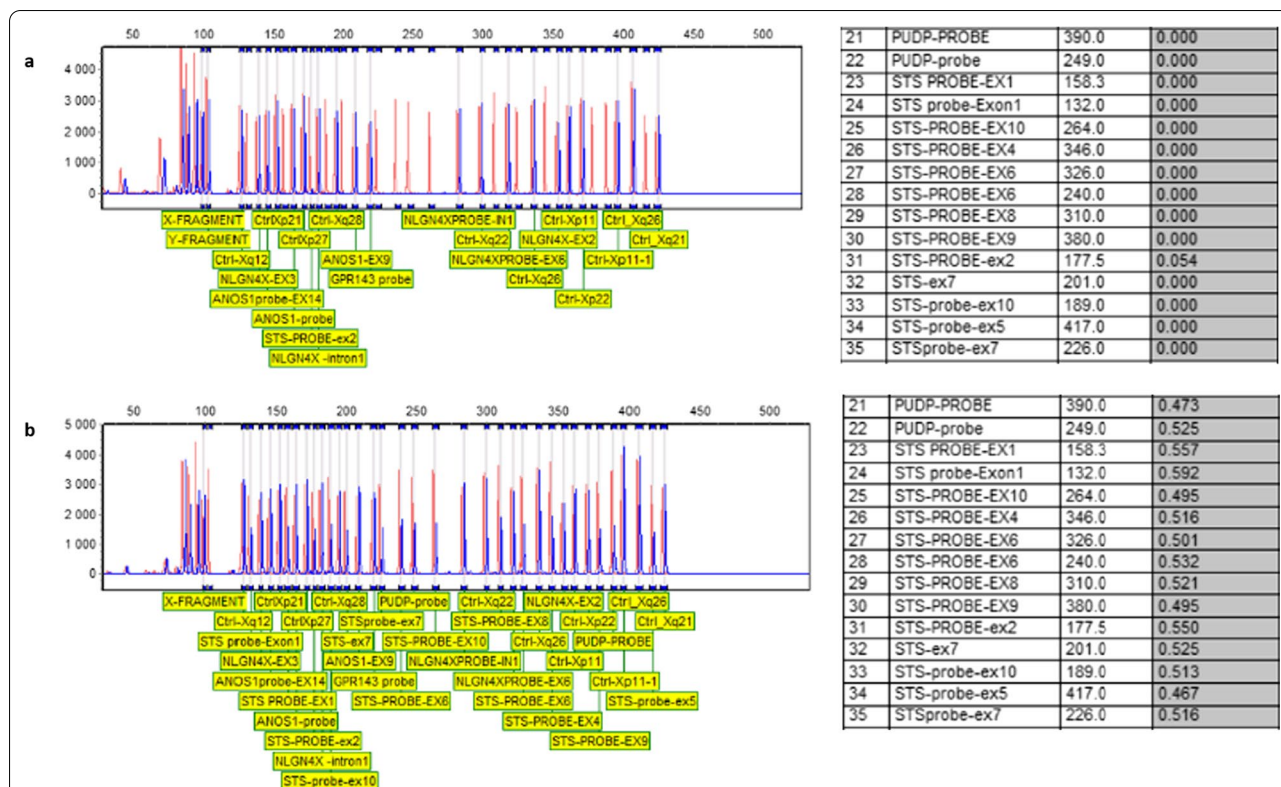 a
50 100 150 200 250 300 350 400 450 500
4 000
3 000
2 000
1 000
0
X-FRAGMENT CtrlXp21 Ctrl-Xq28 NLGN4XPROBE-IN1 Ctrl-Xp11 Ctrl_Xq26
Y-FRAGMENT CtrlXp27 ANOS1-EX9 Ctrl-Xq22 NLGN4X-EX2 Ctrl_Xq21
Ctrl-Xq12 GPR143 probe NLGN4XPROBE-EX6 Ctrl-Xp11-1
NLGN4X-EX3 Ctrl-Xq26
ANOS1probe-EX14 Ctrl-Xp22
ANOS1-probe
STS-PROBE-ex2
NLGN4X -intron1
21 PUDP-PROBE 390.0 0.000
22 PUDP-probe 249.0 0.000
23 STS PROBE-EX1 158.3 0.000
24 STS probe-Exon1 132.0 0.000
25 STS-PROBE-EX10 264.0 0.000
26 STS-PROBE-EX4 346.0 0.000
27 STS-PROBE-EX6 326.0 0.000
28 STS-PROBE-EX6 240.0 0.000
29 STS-PROBE-EX8 310.0 0.000
30 STS-PROBE-EX9 380.0 0.000
31 STS-PROBE-ex2 177.5 0.054
32 STS-ex7 201.0 0.000
33 STS-probe-ex10 189.0 0.000
34 STS-probe-ex5 417.0 0.000
35 STSprobe-ex7 226.0 0.000
b
50 100 150 200 250 300 350 400 450 500
5 000
4 000
3 000
2 000
1 000
0
X-FRAGMENT CtrlXp21 Ctrl-Xq28 PUDP-probe Ctrl-Xq22 NLGN4X-EX2 Ctrl_Xq26
Ctrl-Xq12 CtrlXp27 STSprobe-ex7 STS-PROBE-EX8 Ctrl-Xp22 Ctrl_Xq21
STS probe-Exon1 STS-ex7 STS-PROBE-EX10 Ctrl-Xq26 PUDP-PROBE
NLGN4X-EX3 ANOS1-EX9 NLGN4XPROBE-IN1 Ctrl-Xp11
ANOS1probe-EX14 GPR143 probe NLGN4XPROBE-EX6 Ctrl-Xp11-1
STS PROBE-EX1 STS-PROBE-EX6 STS-PROBE-EX6 STS-probe-ex5
ANOS1-probe STS-PROBE-EX4
STS-PROBE-ex2 STS-PROBE-EX9
NLGN4X -intron1
STS-probe-ex10
21 PUDP-PROBE 390.0 0.473
22 PUDP-probe 249.0 0.525
23 STS PROBE-EX1 158.3 0.557
24 STS probe-Exon1 132.0 0.592
25 STS-PROBE-EX10 264.0 0.495
26 STS-PROBE-EX4 346.0 0.516
27 STS-PROBE-EX6 326.0 0.501
28 STS-PROBE-EX6 240.0 0.532
29 STS-PROBE-EX8 310.0 0.521
30 STS-PROBE-EX9 380.0 0.495
31 STS-PROBE-ex2 177.5 0.550
32 STS-ex7 201.0 0.525
33 STS-probe-ex10 189.0 0.513
34 STS-probe-ex5 417.0 0.467
35 STSprobe-ex7 226.0 0.516